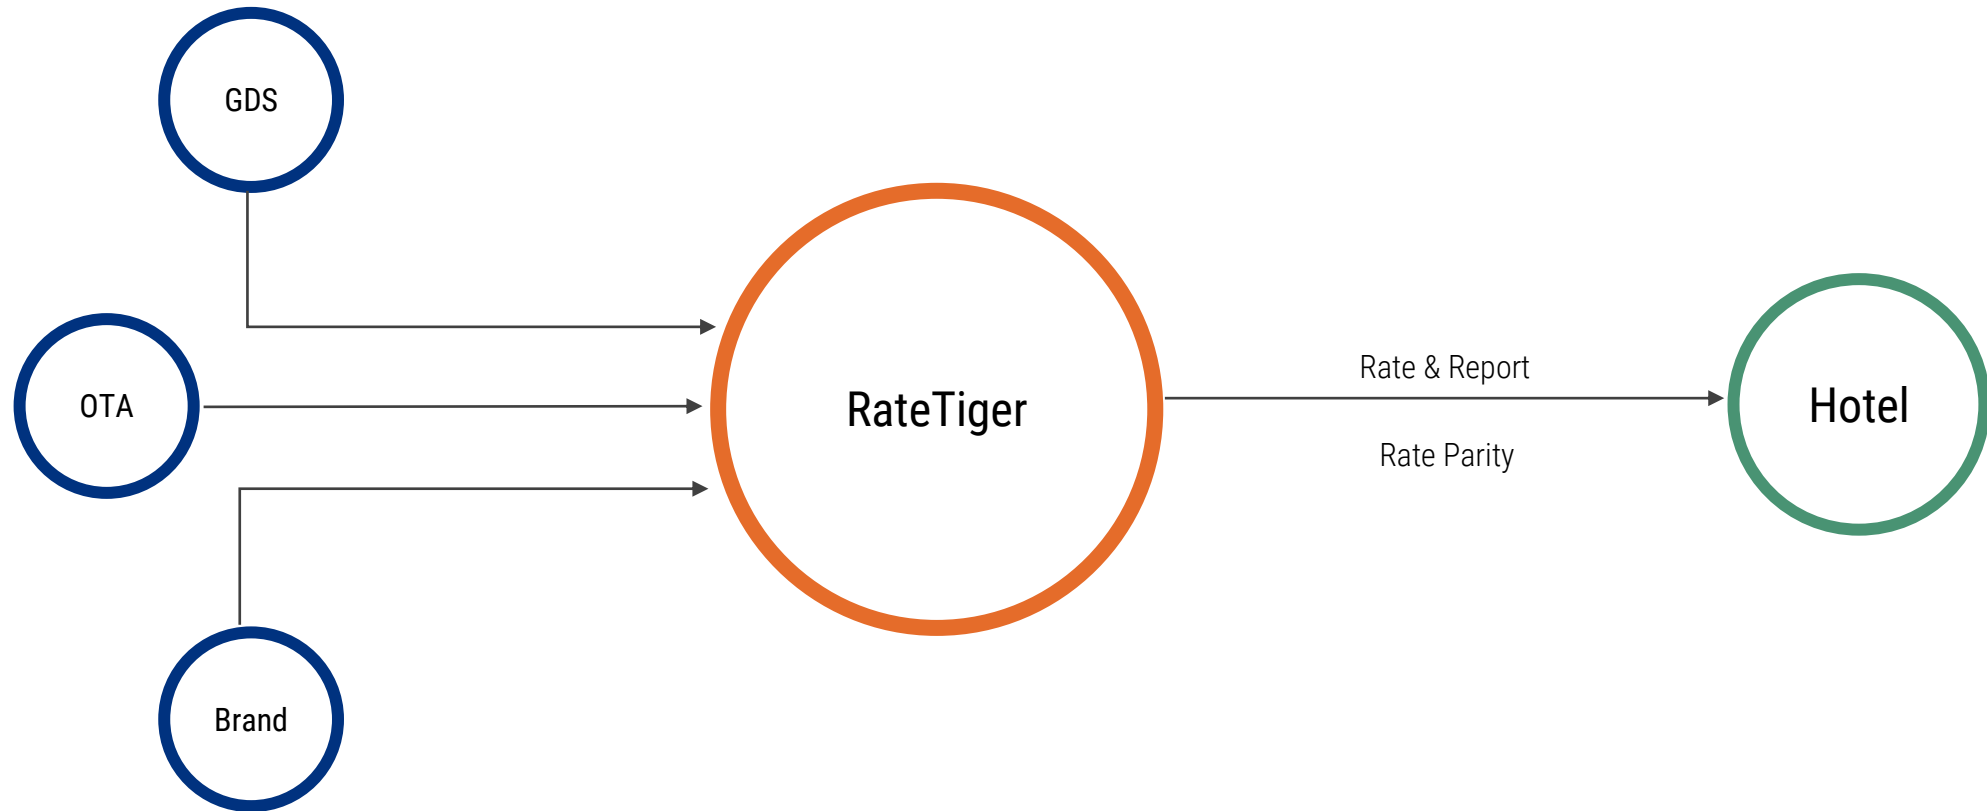 GDS
OTA
Brand
RateTiger
Rate & Report
Rate Parity
Hotel